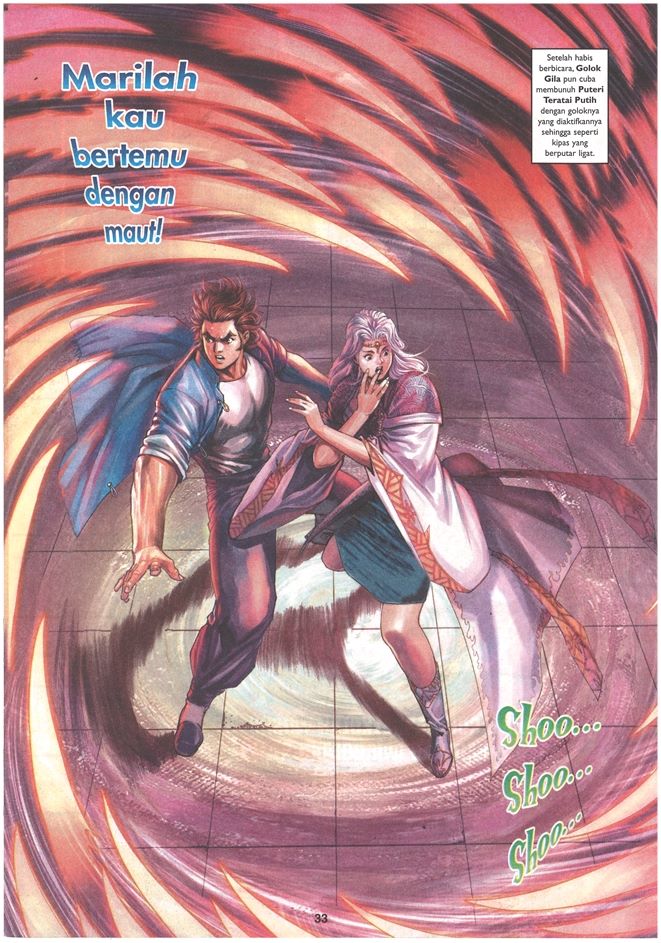 Marilah
kau
bertemu
dengan
maut!
Setelah habis
berbicara, Golok
Gila pun cuba
membunuh Puteri
Teratai Putih
dengan goloknya
yang diaktifkannya
sehingga seperti
kipas yang
berputar ligat.
Shoo...
Shoo...
Shoo...
33